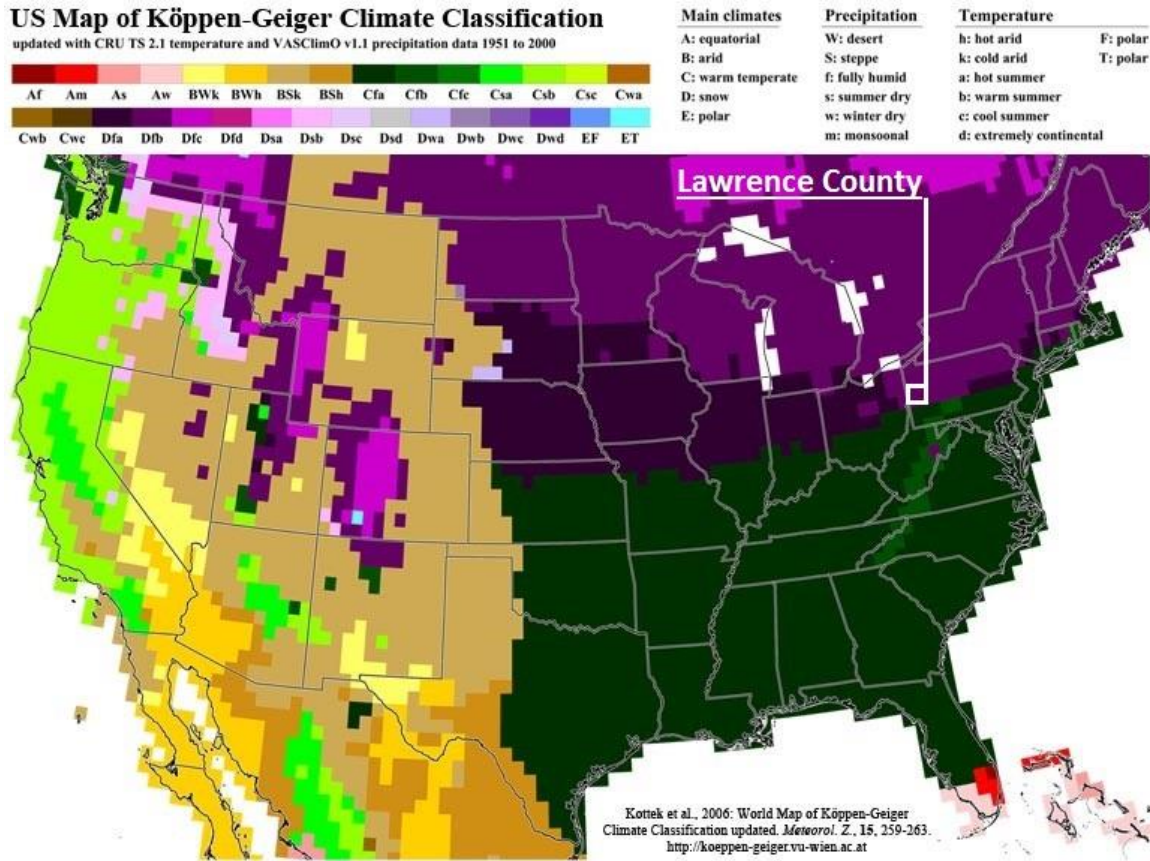 US Map of Köppen-Geiger Climate Classification
updated with CRU TS 2.1 temperature and VASClimO v1.1 precipitation data 1951 to 2000
Af Am As Aw BWk BWh BSk BSh Cfa Cfb Cfc Csa Csb Csc Cwa
Cwb Cwc Dfa Dfb Dfc Dfd Dsa Dsb Dsc Dsd Dwa Dwb Dwc Dwd EF ET
Main climates
A: equatorial
B: arid
C: warm temperate
D: snow
E: polar
Precipitation
W: desert
S: steppe
f: fully humid
s: summer dry
w: winter dry
m: monsoonal
Temperature
h: hot arid
k: cold arid
a: hot summer
b: warm summer
c: cool summer
d: extremely continental
F: polar
T: polar
Lawrence County
Kottek et al., 2006: World Map of Köppen-Geiger
Climate Classification updated. Meteorol. Z., 15, 259-263.
http://koeppen-geiger.vu-wien.ac.at